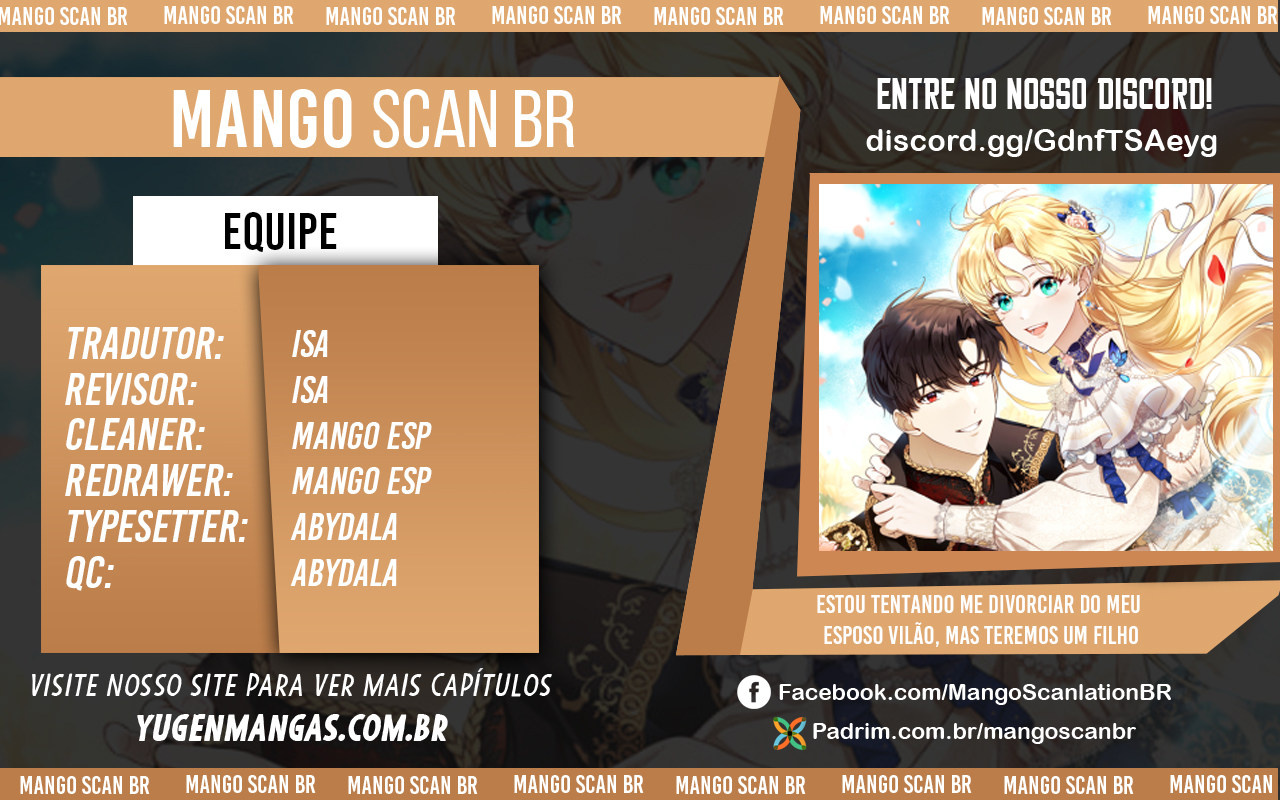 MANGO SCAN BR MANGO SCAN BR MANGO SCAN BR MANGO SCAN BR MANGO SCAN BR MANGO SCAN BR MANGO SCAN BR MANGO SCAN BR
MANGO SCAN BR
ENTRE NO NOSSO DISCORD!
discord.gg/GdnfTSAeyg
EQUIPE
TRADUTOR: ISA
REVISOR: ISA
CLEANER: MANGO ESP
REDRAWER: MANGO ESP
TYPESETTER: ABYDALA
QC: ABYDALA
ESTOU TENTANDO ME DIVORCIAR DO MEU
ESPOSO VILÃO, MAS TEREMOS UM FILHO
VISITE NOSSO SITE PARA VER MAIS CAPÍTULOS
YUGENMANGAS.COM.BR
Facebook.com/MangoScanlationBR
Padrim.com.br/mangoscanbr
MANGO SCAN BR MANGO SCAN BR MANGO SCAN BR MANGO SCAN BR MANGO SCAN BR MANGO SCAN BR MANGO SCAN BR MANGO SCAN